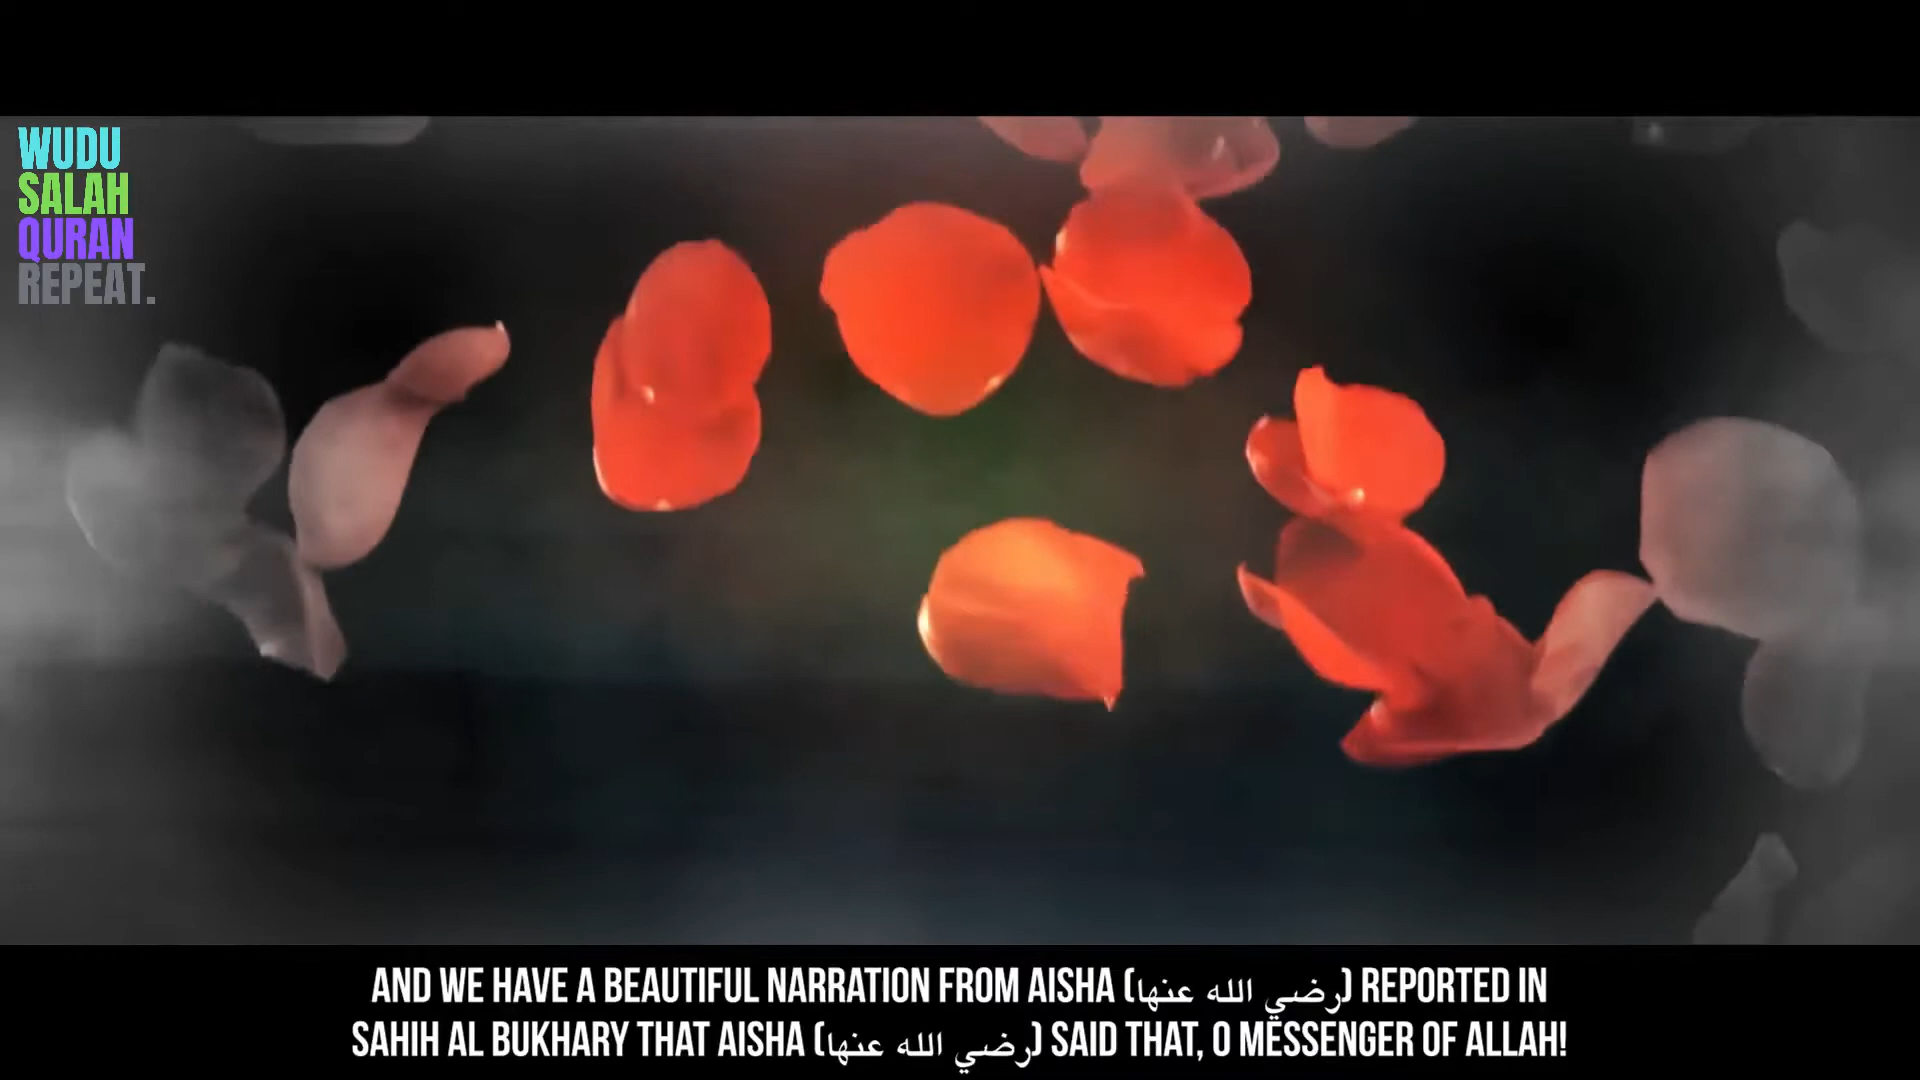 WUDU
SALAH
QURAN
REPEAT.
AND WE HAVE A BEAUTIFUL NARRATION FROM AISHA (رضي الله عنها) REPORTED IN
SAHIH AL BUKHARY THAT AISHA (رضي الله عنها) SAID THAT, O MESSENGER OF ALLAH!